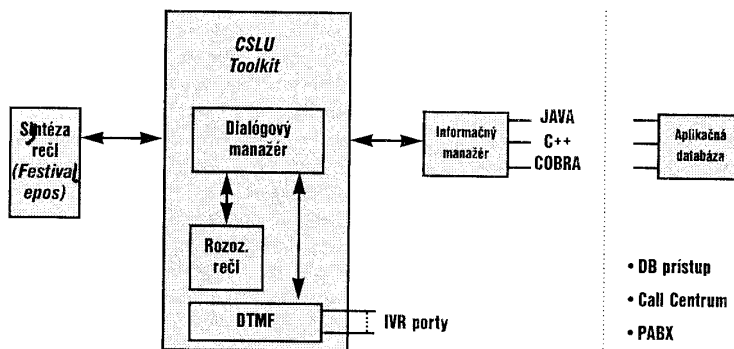 CSLU
Toolkit
Sintéza
reči
(Festival,
epos)
Dialógový
manažér
Rozoz.
reči
DTMF
IVR porty
Informačný
manažér
JAVA
C++
COBRA
Aplikačná
databáza
• DB prístup
• Call Centrum
• PABX